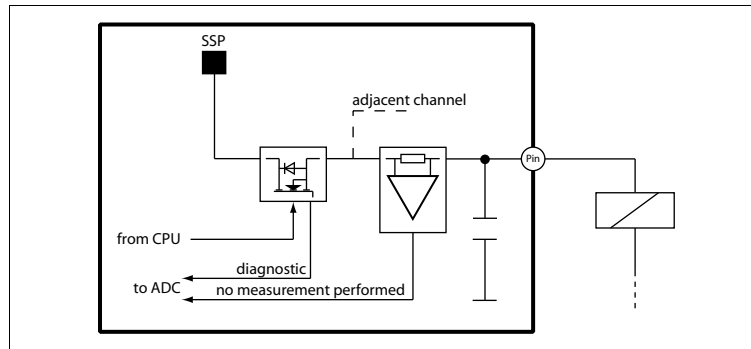 SSP
adjacent channel
Pin
from CPU
diagnostic
to ADC
no measurement performed